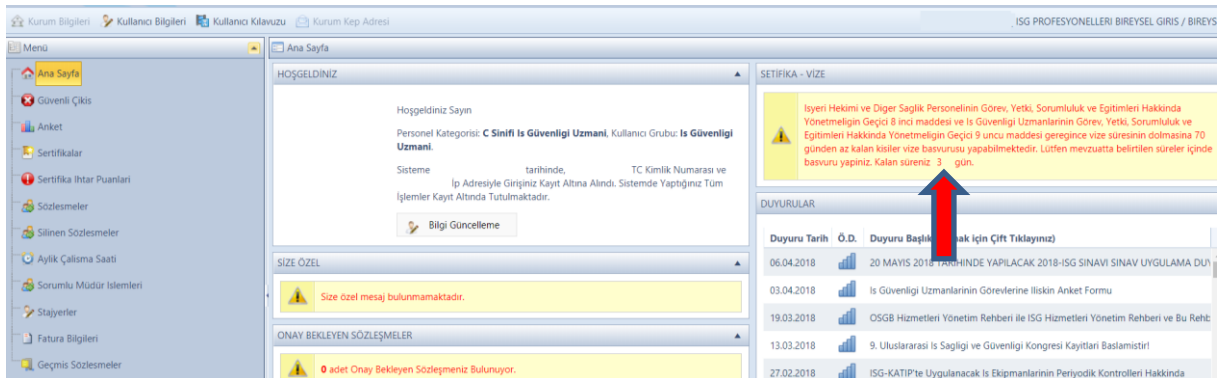 Kurum Bilgileri Kullanıcı Bilgileri Kullanıcı Kılavuzu Kurum Kep Adresi
ISG PROFESYONELLERI BIREYSEL GIRIS / BIREYS
Menü
Ana Sayfa
Güvenli Çikis
Anket
Sertifikalar
Sertifika Ihtar Puanlari
Sözlesmeler
Silinen Sözlesmeler
Aylik Çalisma Saati
Sorumlu Müdür Islemleri
Stajyerler
Fatura Bilgileri
Geçmis Sözlesmeler
Ana Sayfa
HOŞGELDİNİZ
Hoşgeldiniz Sayın
Personel Kategorisi: C Sinifi Is Güvenligi Uzmani, Kullanıcı Grubu: Is Güvenligi
Uzmani.
Sisteme tarihinde, TC Kimlik Numarası ve
İp Adresiyle Girişiniz Kayıt Altına Alındı. Sistemde Yaptığınız Tüm
İşlemler Kayıt Altında Tutulmaktadır.
Bilgi Güncelleme
SİZE ÖZEL
Size özel mesaj bulunmamaktadır.
ONAY BEKLEYEN SÖZLEŞMELER
0 adet Onay Bekleyen Sözleşmeniz Bulunuyor.
SETİFİKA - VİZE
Isyeri Hekimi ve Diger Saglik Personelinin Görev, Yetki, Sorumluluk ve Egitimleri Hakkinda
Yönetmeligin Geçici 8 inci maddesi ve Is Güvenligi Uzmanlarinin Görev, Yetki, Sorumluluk ve
Egitimleri Hakkinda Yönetmeligin Geçici 9 uncu maddesi geregince vize süresinin dolmasina 70
günden az kalan kisiler vize basvurusu yapabilmektedir. Lütfen mevzuatta belirtilen süreler içinde
basvuru yapiniz. Kalan süreniz 3 gün.
DUYURULAR
Duyuru Tarih Ö.D. Duyuru Başlık için Çift Tıklayınız)
06.04.2018 20 MAYIS 2018 TARIHINDE YAPILACAK 2018-ISG SINAVI SINAV UYGULAMA DUY
03.04.2018 Is Güvenligi Uzmanlarinin Görevlerine Iliskin Anket Formu
19.03.2018 OSGB Hizmetleri Yönetim Rehberi ile ISG Hizmetleri Yönetim Rehberi ve Bu Rehb
13.03.2018 9. Uluslararasi Is Sagligi ve Güvenligi Kongresi Kayitlari Baslamistir!
27.02.2018 ISG-KATIP'te Uygulanacak Is Ekipmanlarinin Periyodik Kontrolleri Hakkinda